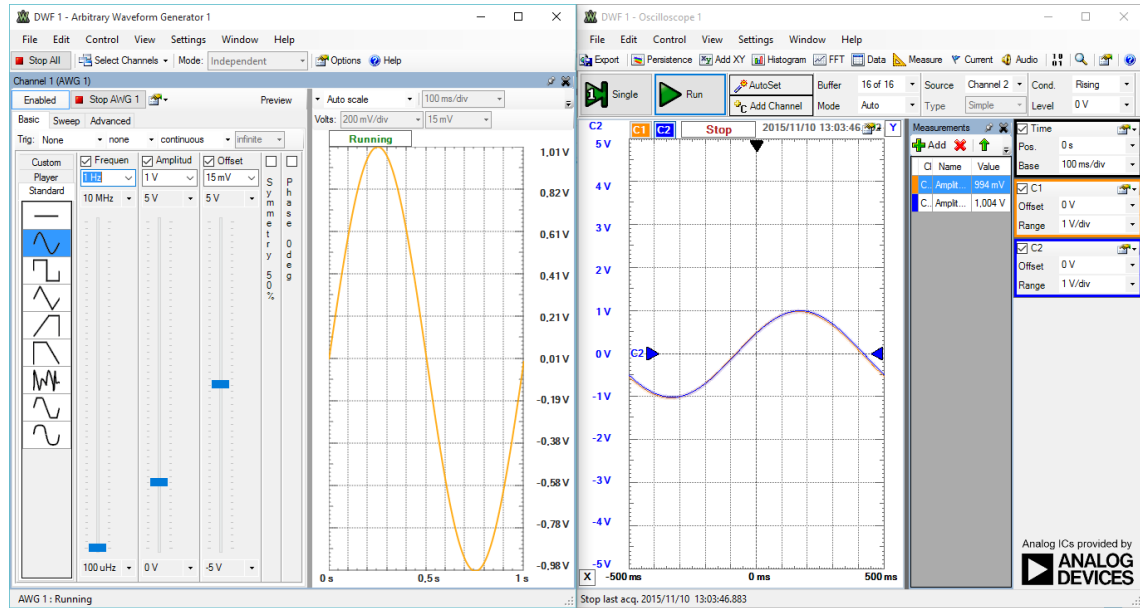 DWF 1 - Arbitrary Waveform Generator 1
File Edit Control View Settings Window Help
Stop All Select Channels Mode: Independent Options Help
Channel 1 (AWG 1)
Enabled Stop AWG 1 Preview
Basic Sweep Advanced
Trig: None none continuous infinite
Custom
Player
Standard
Frequen Amplitud Offset
1 Hz 1 V 15 mV
10 MHz 5 V 5 V
100 uHz 0 V -5 V
Symmetry 50%
Phase 0 deg
Auto scale 100 ms/div
Volts: 200 mV/div 15 mV
Running
1,01 V
0,82 V
0,61 V
0,41 V
0,21 V
0,01 V
-0,19 V
-0,38 V
-0,58 V
-0,78 V
-0,98 V
0 s 0,5 s 1 s
AWG 1 : Running
DWF 1 - Oscilloscope 1
File Edit Control View Settings Window Help
Export Persistence Add XY Histogram FFT Data Measure Current Audio
Single Run AutoSet Buffer 16 of 16 Source Channel 2 Cond. Rising
Add Channel Mode Auto Type Simple Level 0 V
C2 C1 C2 Stop 2015/11/10 13:03:46 Y
5 V
4 V
3 V
2 V
1 V
0 V C2
-1 V
-2 V
-3 V
-4 V
-5 V
X -500 ms 0 ms 500 ms
Measurements
Add
Name Value
C.. Amplit... 994 mV
C.. Amplit... 1,004 V
Time
Pos. 0 s
Base 100 ms/div
C1
Offset 0 V
Range 1 V/div
C2
Offset 0 V
Range 1 V/div
Analog ICs provided by
ANALOG
DEVICES
Stop last acq. 2015/11/10 13:03:46.883